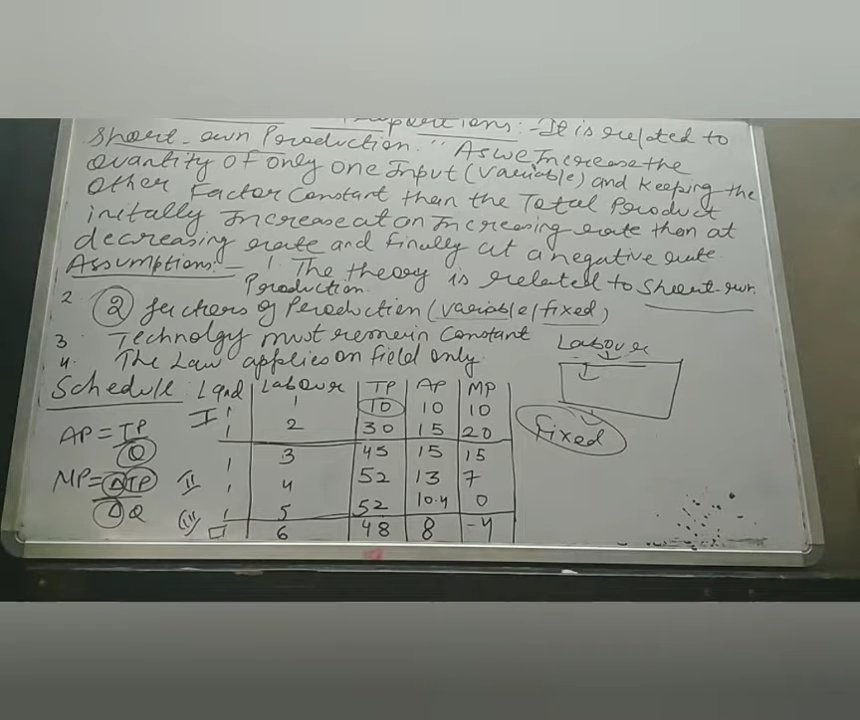 Proportions :- It is related to
Short-run Production. "As we Increase the
Quantity of only one Input (Variable) and Keeping the
Other Factor Constant than the Total Product
initally Increase at an Increasing rate than at
decreasing rate and Finally at a negative rate
Assumptions:- 1. The theory is related to Short-run
Production.
2 (2) factors of Production (Variable/fixed)
3 Technolgy must remain Constant
4. The Law applies on field only.
Labour
Schedule Land Labour TP AP MP
I 1 1 10 10 10
1 2 30 15 20
Fixed
AP = TP
Q
1 3 45 15 15
MP = ΔTP
ΔQ
II 1 4 52 13 7
1 5 52 10.4 0
(III) 6 48 8 -4